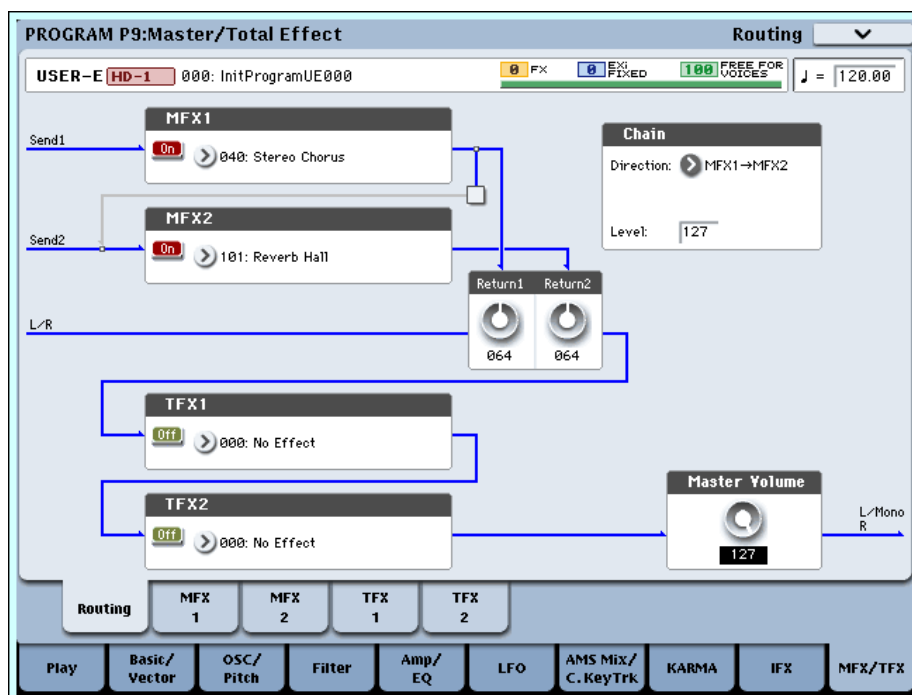 PROGRAM P9:Master/Total Effect
Routing
USER-E HD-1 000: InitProgramUE000
0 FX
0 EXi FIXED
100 FREE FOR VOICES
♩ = 120.00
Send1
MFX1
On 040: Stereo Chorus
Chain
Direction: MFX1→MFX2
Level: 127
Send2
MFX2
On 101: Reverb Hall
Return1 Return2
064 064
L/R
TFX1
Off 000: No Effect
TFX2
Off 000: No Effect
Master Volume
127
L/Mono
R
Routing
MFX 1
MFX 2
TFX 1
TFX 2
Play
Basic/ Vector
OSC/ Pitch
Filter
Amp/ EQ
LFO
AMS Mix/ C.KeyTrk
KARMA
IFX
MFX/TFX